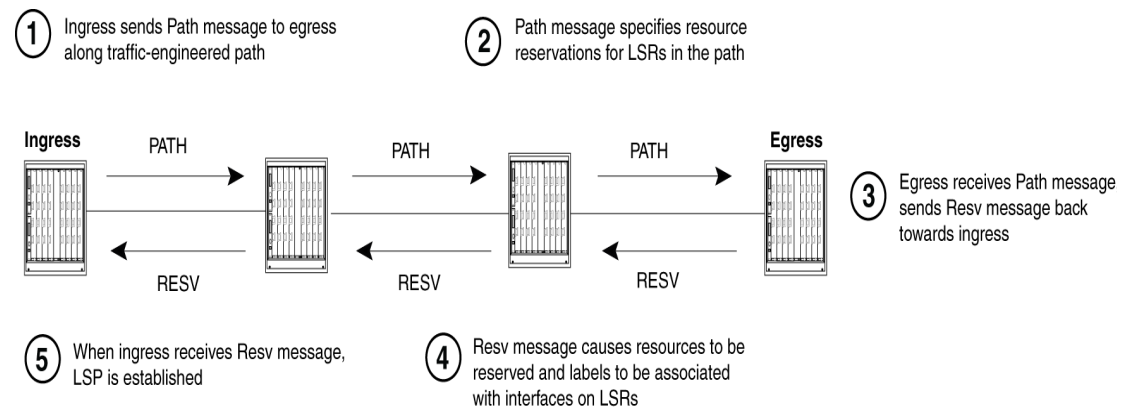 1
Ingress sends Path message to egress
along traffic-engineered path
2
Path message specifies resource
reservations for LSRs in the path
Ingress
PATH
PATH
PATH
Egress
3
Egress receives Path message
sends Resv message back
towards ingress
RESV
RESV
RESV
5
When ingress receives Resv message,
LSP is established
4
Resv message causes resources to be
reserved and labels to be associated
with interfaces on LSRs